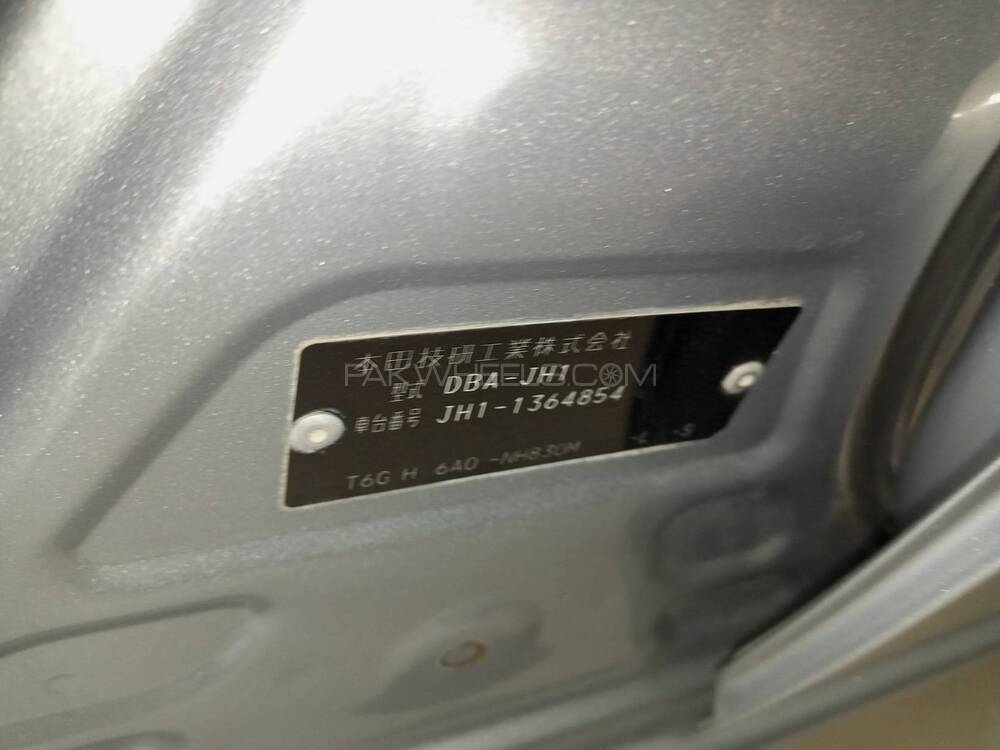 本田技研工業株式会社
PAKWHEELS.COM
型式 DBA-JH1
車台番号 JH1-1364854
T6G H 6A0 -NH830M -L -S